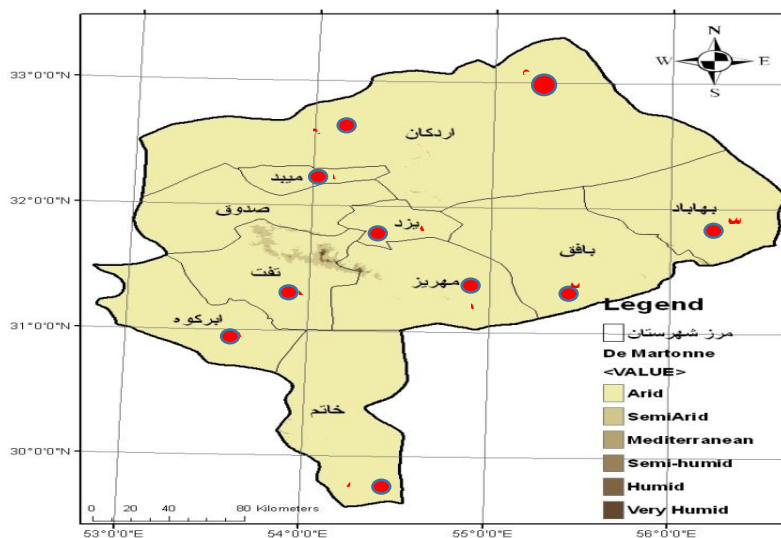 N
W E
S
33°0'0"N
32°0'0"N
31°0'0"N
30°0'0"N
اردکان
میبد
صدوق
یزد
بهاباد
بافق
تفت
مهریز
ابرکوه
خاتم
Legend
مرز شهرستان
De Martonne
<VALUE>
Arid
SemiArid
Mediterranean
Semi-humid
Humid
Very Humid
0 20 40 80 Kilometers
53°0'0"E 54°0'0"E 55°0'0"E 56°0'0"E